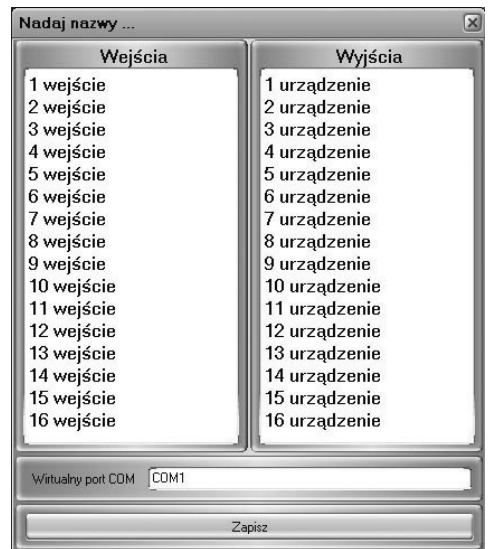 Nadaj nazwy ...
Wejścia
1 wejście
2 wejście
3 wejście
4 wejście
5 wejście
6 wejście
7 wejście
8 wejście
9 wejście
10 wejście
11 wejście
12 wejście
13 wejście
14 wejście
15 wejście
16 wejście
Wyjścia
1 urządzenie
2 urządzenie
3 urządzenie
4 urządzenie
5 urządzenie
6 urządzenie
7 urządzenie
8 urządzenie
9 urządzenie
10 urządzenie
11 urządzenie
12 urządzenie
13 urządzenie
14 urządzenie
15 urządzenie
16 urządzenie
Wirtualny port COM COM1
Zapisz